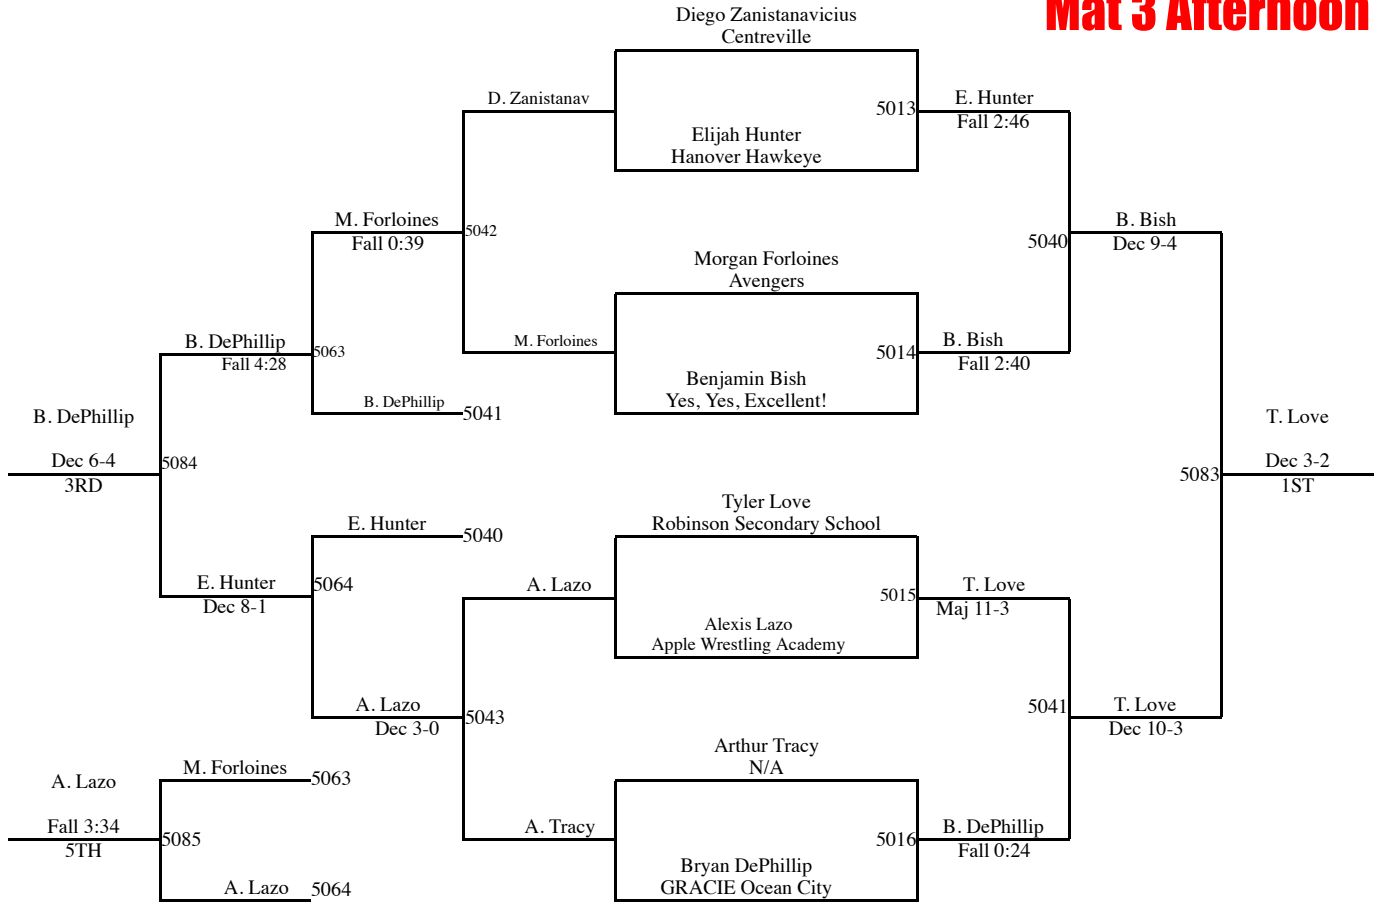 Mat 3 Afternoon
Diego Zanistanavicius
Centreville
D. Zanistanav
5013
E. Hunter
Fall 2:46
Elijah Hunter
Hanover Hawkeye
M. Forloines
Fall 0:39
5042
5040
B. Bish
Dec 9-4
Morgan Forloines
Avengers
B. DePhillip
Fall 4:28
5063
M. Forloines
5014
B. Bish
Fall 2:40
Benjamin Bish
Yes, Yes, Excellent!
B. DePhillip
5041
B. DePhillip
Dec 6-4
3RD
5084
T. Love
5083
Dec 3-2
1ST
Tyler Love
Robinson Secondary School
E. Hunter
5040
E. Hunter
Dec 8-1
5064
A. Lazo
5015
T. Love
Maj 11-3
Alexis Lazo
Apple Wrestling Academy
A. Lazo
Dec 3-0
5043
5041
T. Love
Dec 10-3
Arthur Tracy
N/A
M. Forloines
5063
A. Lazo
Fall 3:34
5TH
5085
A. Tracy
5016
B. DePhillip
Fall 0:24
Bryan DePhillip
GRACIE Ocean City
A. Lazo
5064